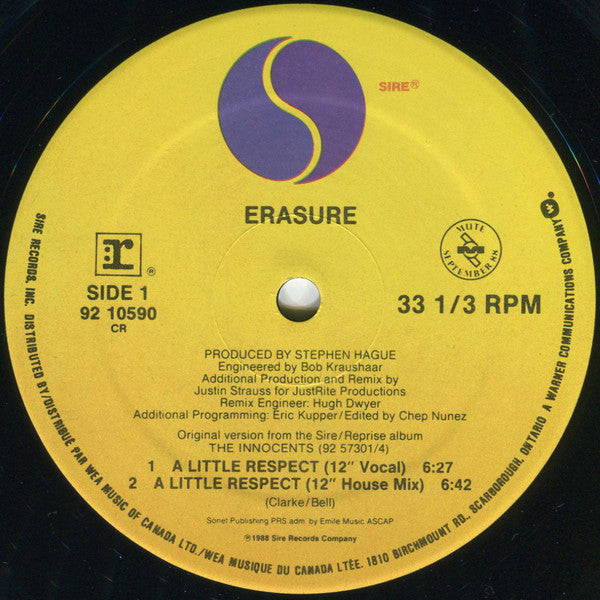 SIRE®
ERASURE
r®
MUTE
SEPTEMBER 88
SIDE 1
92 10590
CR
33 1/3 RPM
PRODUCED BY STEPHEN HAGUE
Engineered by Bob Kraushaar
Additional Production and Remix by
Justin Strauss for JustRite Productions
Remix Engineer: Hugh Dwyer
Additional Programming: Eric Kupper/Edited by Chep Nunez
Original version from the Sire/Reprise album
THE INNOCENTS (92 57301/4)
1 A LITTLE RESPECT (12" Vocal) 6:27
2 A LITTLE RESPECT (12" House Mix) 6:42
(Clarke/Bell)
Sonet Publishing PRS adm. by Emile Music ASCAP
℗1988 Sire Records Company
SIRE RECORDS, INC. DISTRIBUTED BY/DISTRIBUÉ PAR WEA MUSIC OF CANADA LTD./WEA MUSIQUE DU CANADA LTÉE. 1810 BIRCHMOUNT RD., SCARBOROUGH, ONTARIO A WARNER COMMUNICATIONS COMPANY